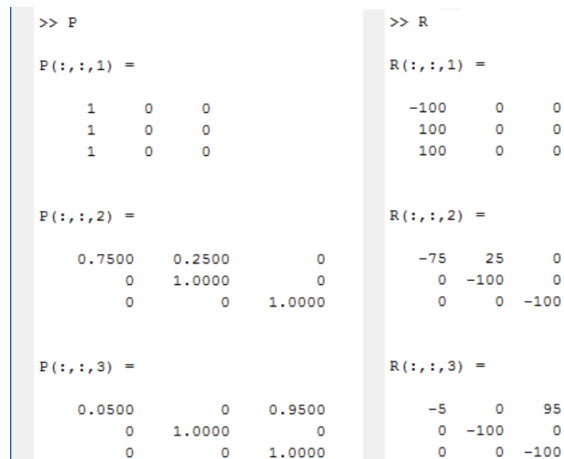 >> P
P(:,:,1) =
1 0 0
1 0 0
1 0 0
P(:,:,2) =
0.7500 0.2500 0
0 1.0000 0
0 0 1.0000
P(:,:,3) =
0.0500 0 0.9500
0 1.0000 0
0 0 1.0000
>> R
R(:,:,1) =
-100 0 0
100 0 0
100 0 0
R(:,:,2) =
-75 25 0
0 -100 0
0 0 -100
R(:,:,3) =
-5 0 95
0 -100 0
0 0 -100